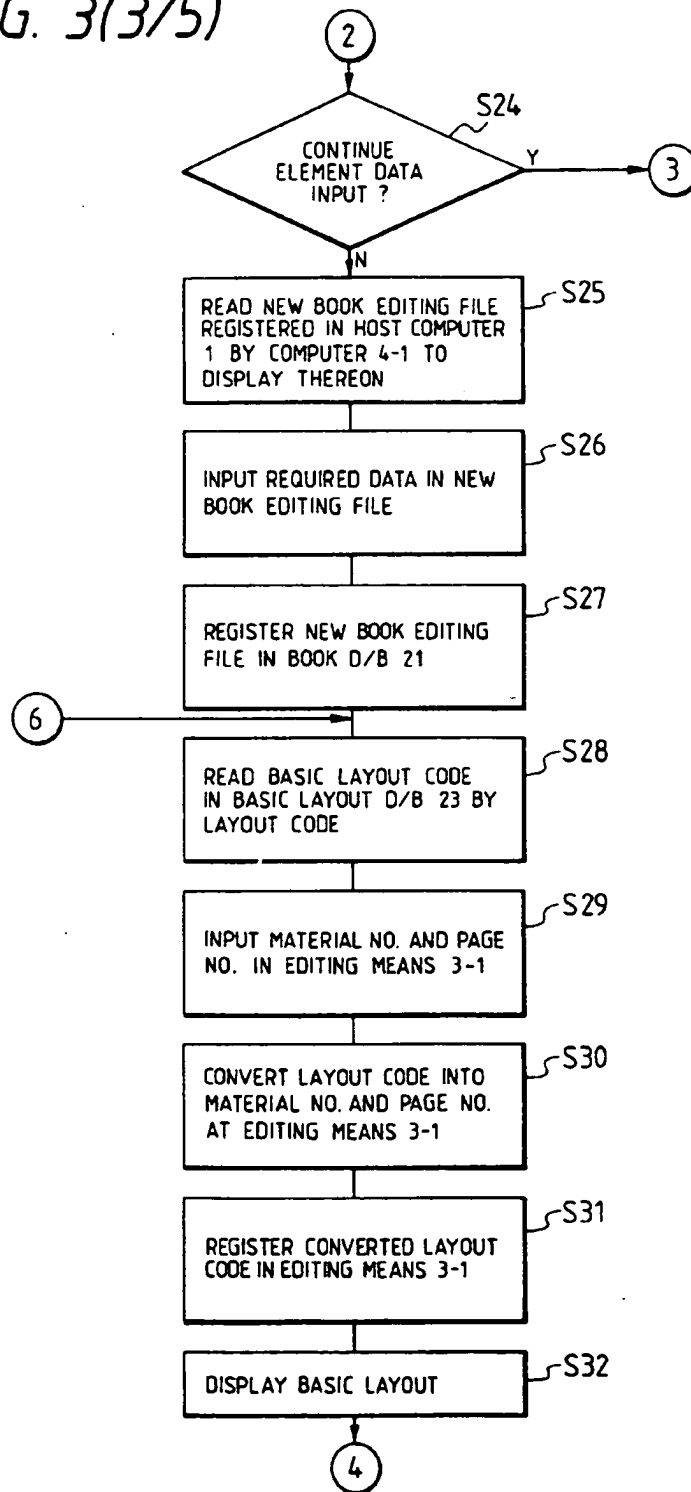 G. 3(3/5)
2
S24
CONTINUE
ELEMENT DATA
INPUT ?
Y
3
N
S25
READ NEW BOOK EDITING FILE
REGISTERED IN HOST COMPUTER
1 BY COMPUTER 4-1 TO
DISPLAY THEREON
S26
INPUT REQUIRED DATA IN NEW
BOOK EDITING FILE
S27
REGISTER NEW BOOK EDITING
FILE IN BOOK D/B 21
6
S28
READ BASIC LAYOUT CODE
IN BASIC LAYOUT D/B 23 BY
LAYOUT CODE
S29
INPUT MATERIAL NO. AND PAGE
NO. IN EDITING MEANS 3-1
S30
CONVERT LAYOUT CODE INTO
MATERIAL NO. AND PAGE NO.
AT EDITING MEANS 3-1
S31
REGISTER CONVERTED LAYOUT
CODE IN EDITING MEANS 3-1
S32
DISPLAY BASIC LAYOUT
4